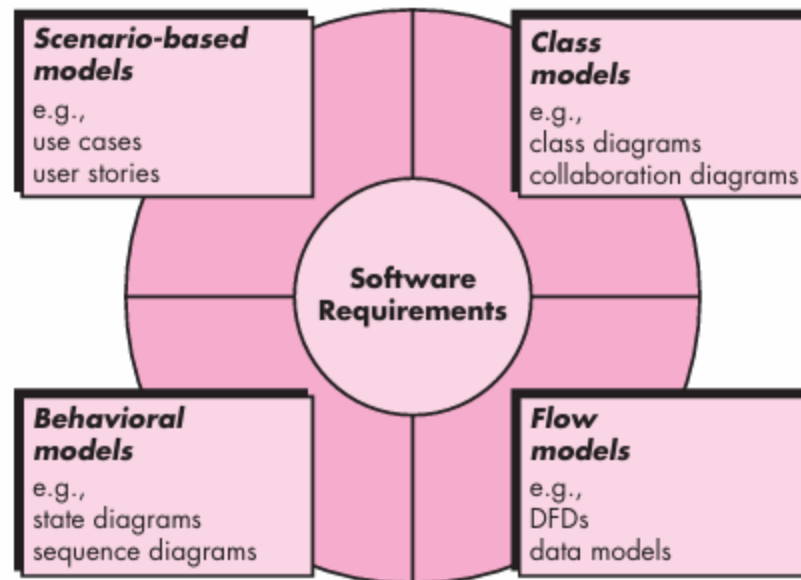 Scenario-based
models
e.g.,
use cases
user stories
Class
models
e.g.,
class diagrams
collaboration diagrams
Software
Requirements
Behavioral
models
e.g.,
state diagrams
sequence diagrams
Flow
models
e.g.,
DFDs
data models